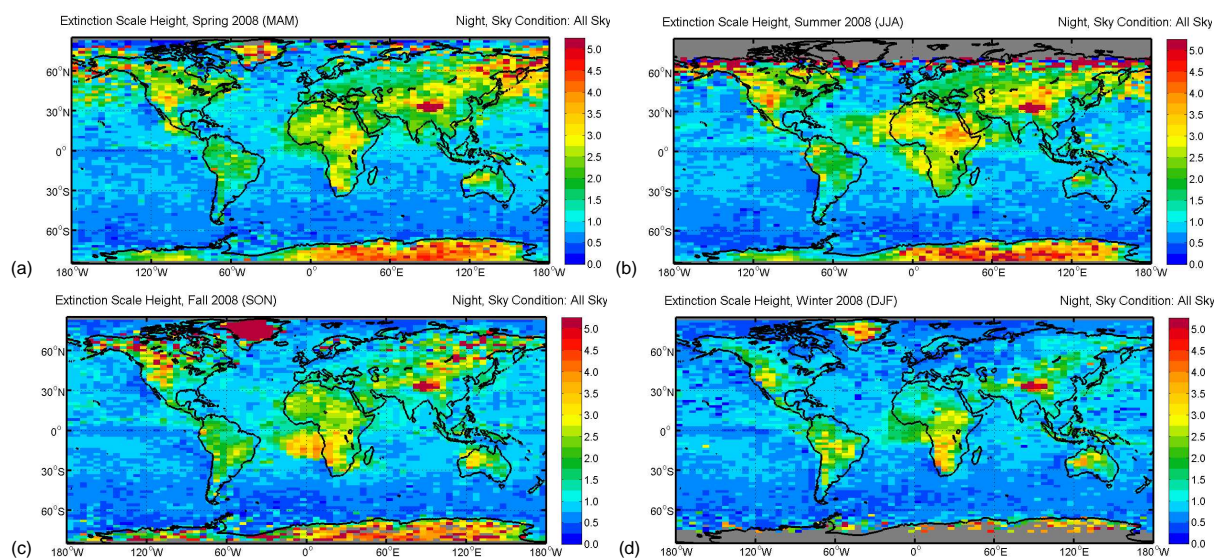 Extinction Scale Height, Spring 2008 (MAM) Night, Sky Condition: All Sky
60°N
30°N
0°
30°S
60°S
180°W 120°W 60°W 0° 60°E 120°E 180°W
5.0
4.5
4.0
3.5
3.0
2.5
2.0
1.5
1.0
0.5
0.0
(a)
Extinction Scale Height, Summer 2008 (JJA) Night, Sky Condition: All Sky
60°N
30°N
0°
30°S
60°S
180°W 120°W 60°W 0° 60°E 120°E 180°W
5.0
4.5
4.0
3.5
3.0
2.5
2.0
1.5
1.0
0.5
0.0
(b)
Extinction Scale Height, Fall 2008 (SON) Night, Sky Condition: All Sky
60°N
30°N
0°
30°S
60°S
180°W 120°W 60°W 0° 60°E 120°E 180°W
5.0
4.5
4.0
3.5
3.0
2.5
2.0
1.5
1.0
0.5
0.0
(c)
Extinction Scale Height, Winter 2008 (DJF) Night, Sky Condition: All Sky
60°N
30°N
0°
30°S
60°S
180°W 120°W 60°W 0° 60°E 120°E 180°W
5.0
4.5
4.0
3.5
3.0
2.5
2.0
1.5
1.0
0.5
0.0
(d)